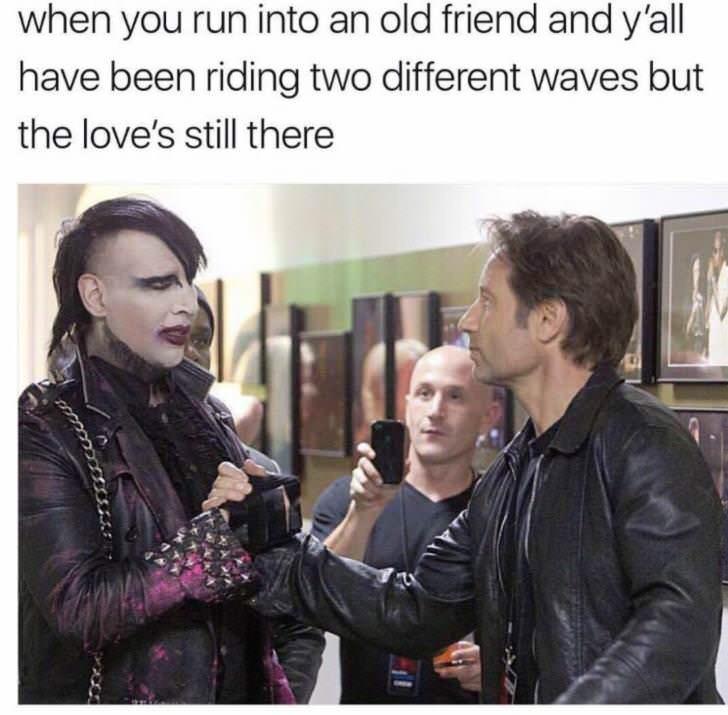 when you run into an old friend and y'all
have been riding two different waves but
the love's still there